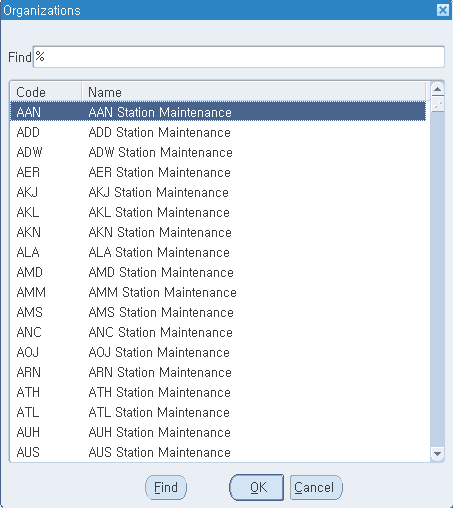 Organizations
Find %
Code Name
AAN AAN Station Maintenance
ADD ADD Station Maintenance
ADW ADW Station Maintenance
AER AER Station Maintenance
AKJ AKJ Station Maintenance
AKL AKL Station Maintenance
AKN AKN Station Maintenance
ALA ALA Station Maintenance
AMD AMD Station Maintenance
AMM AMM Station Maintenance
AMS AMS Station Maintenance
ANC ANC Station Maintenance
AOJ AOJ Station Maintenance
ARN ARN Station Maintenance
ATH ATH Station Maintenance
ATL ATL Station Maintenance
AUH AUH Station Maintenance
AUS AUS Station Maintenance
Find OK Cancel